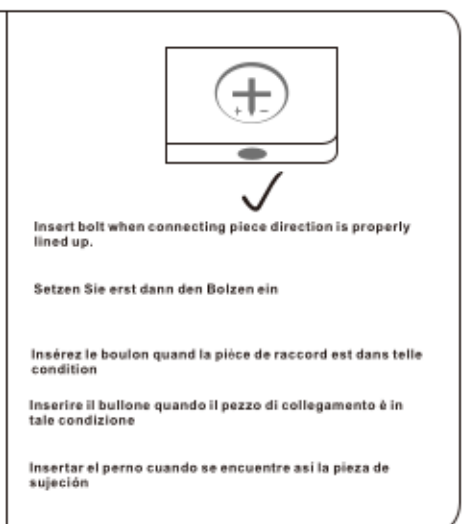 + −
Insert bolt when connecting piece direction is properly
lined up.
Setzen Sie erst dann den Bolzen ein
Insérez le boulon quand la pièce de raccord est dans telle
condition
Inserire il bullone quando il pezzo di collegamento è in
tale condizione
Insertar el perno cuando se encuentre así la pieza de
sujeción